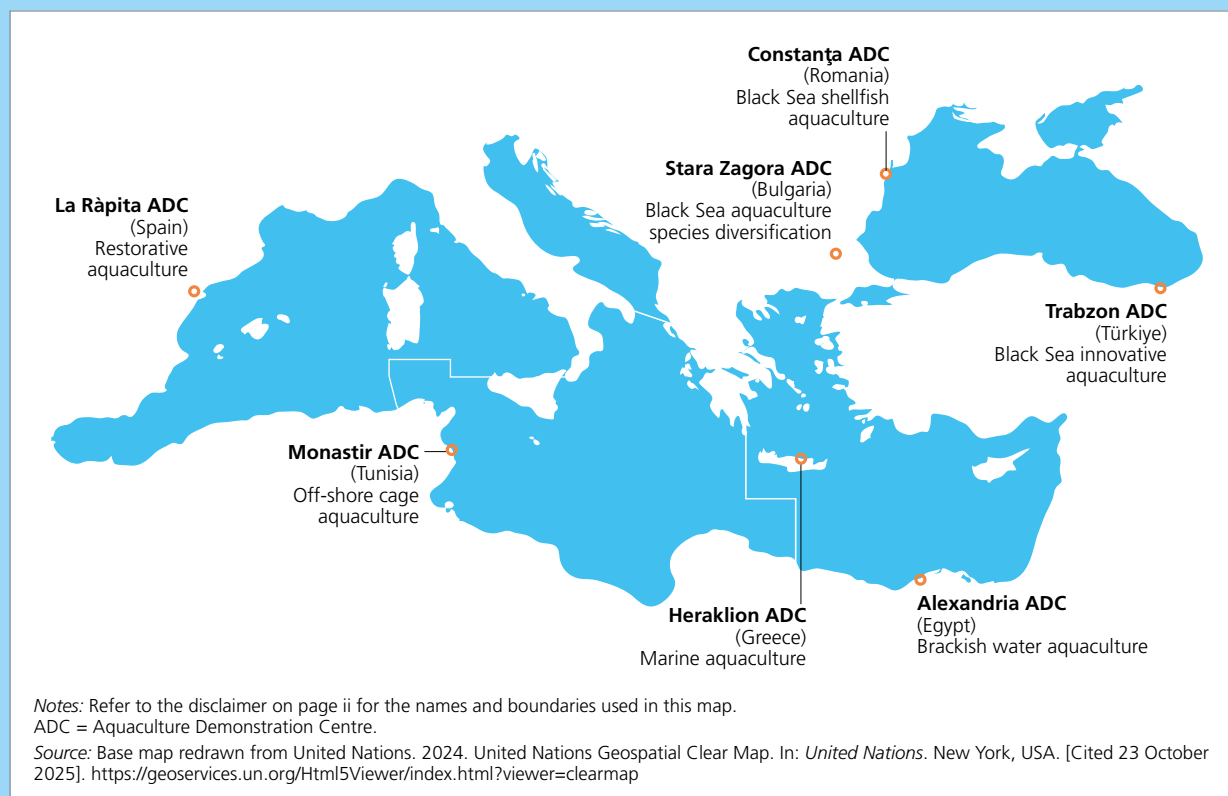 Constanţa ADC
(Romania)
Black Sea shellfish
aquaculture
Stara Zagora ADC
(Bulgaria)
Black Sea aquaculture
species diversification
La Ràpita ADC
(Spain)
Restorative
aquaculture
Trabzon ADC
(Türkiye)
Black Sea innovative
aquaculture
Monastir ADC
(Tunisia)
Off-shore cage
aquaculture
Heraklion ADC
(Greece)
Marine aquaculture
Alexandria ADC
(Egypt)
Brackish water aquaculture
Notes: Refer to the disclaimer on page ii for the names and boundaries used in this map.
ADC = Aquaculture Demonstration Centre.
Source: Base map redrawn from United Nations. 2024. United Nations Geospatial Clear Map. In: United Nations. New York, USA. [Cited 23 October
2025]. https://geoservices.un.org/Html5Viewer/index.html?viewer=clearmap